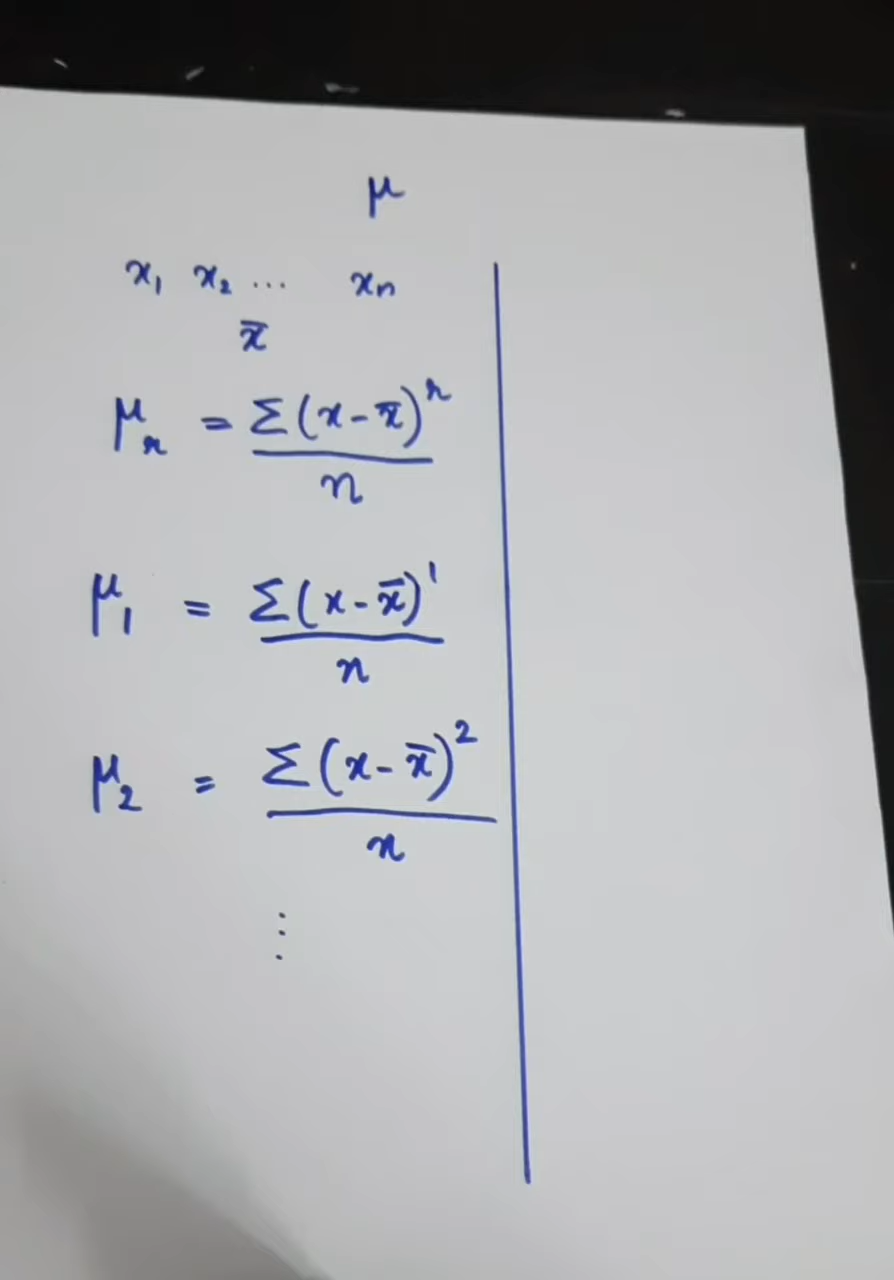 μ
x₁ x₂ ... xₙ
x̄
μᵣ = Σ(x-x̄)ʳ / n
μ₁ = Σ(x-x̄)¹ / n
μ₂ = Σ(x-x̄)² / n
⋮